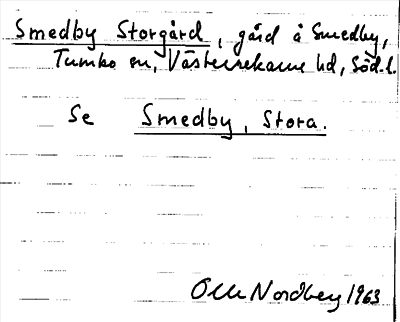 Smedby Storgård, gård å Smedby,
Tumbo sn, Västerrekarne hd, Söd.l.
Se Smedby, Stora.
Olle Nordberg 1963